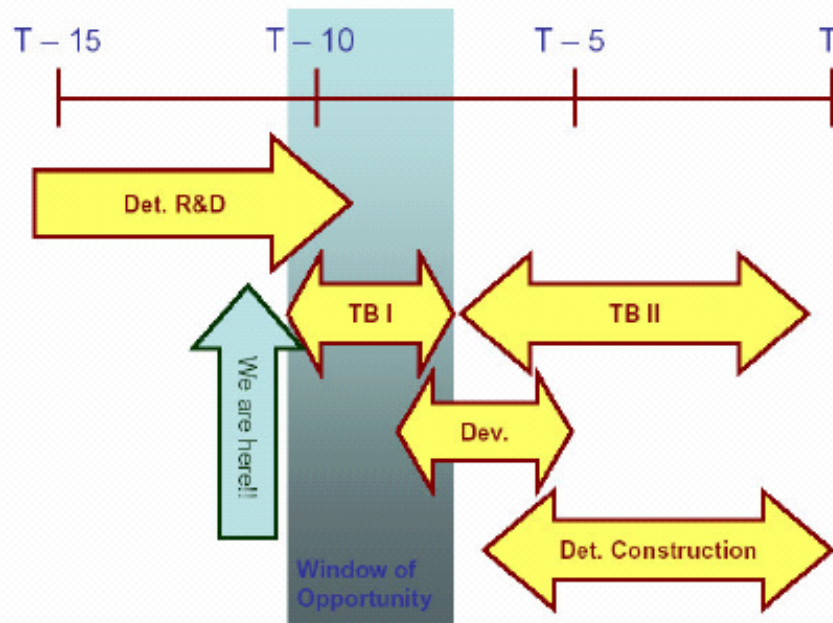 T – 15 T – 10 T – 5 T
Det. R&D
TB I TB II
We are here!!
Dev.
Det. Construction
Window of
Opportunity